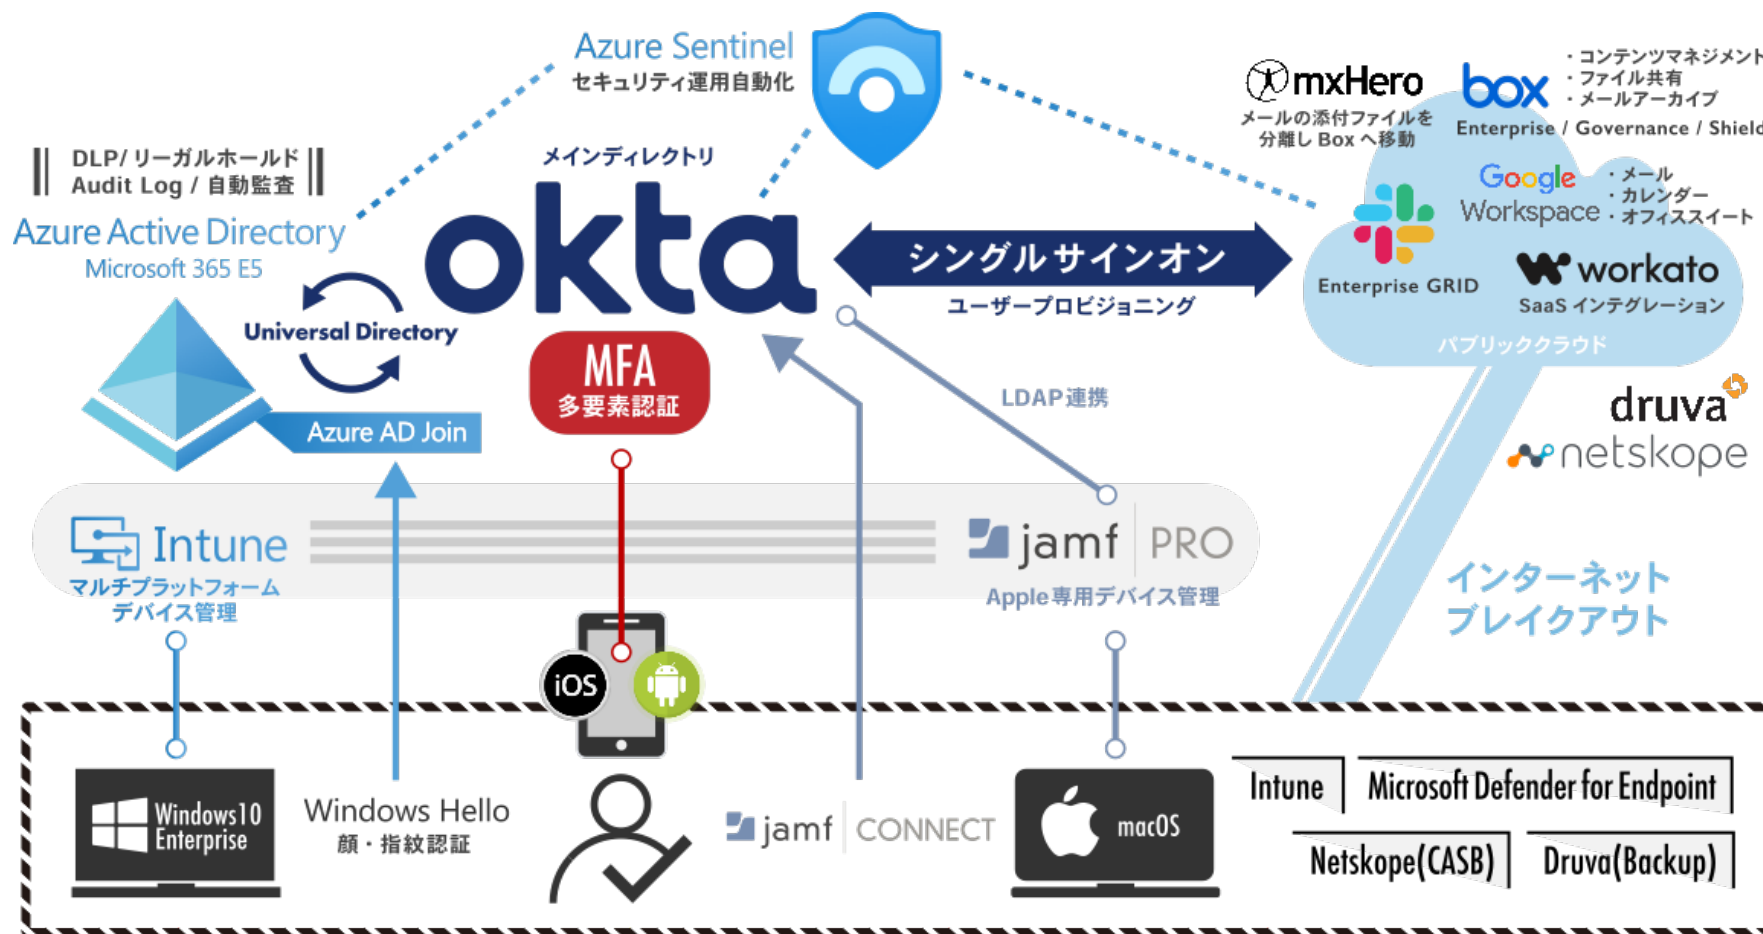 Azure Sentinel
セキュリティ運用自動化
mxHero
メールの添付ファイルを
分離し Box へ移動
box
・コンテンツマネジメント
・ファイル共有
・メールアーカイブ
Enterprise / Governance / Shield
DLP/ リーガルホールド
Audit Log / 自動監査
Azure Active Directory
Microsoft 365 E5
メインディレクトリ
okta
Universal Directory
シングルサインオン
ユーザープロビジョニング
Google
Workspace
・メール
・カレンダー
・オフィススイート
Enterprise GRID
workato
SaaS インテグレーション
パブリッククラウド
MFA
多要素認証
Azure AD Join
LDAP連携
druva
netskope
Intune
マルチプラットフォーム
デバイス管理
jamf PRO
Apple専用デバイス管理
インターネット
ブレイクアウト
iOS
Windows10
Enterprise
Windows Hello
顔・指紋認証
jamf CONNECT
macOS
Intune
Microsoft Defender for Endpoint
Netskope(CASB)
Druva(Backup)